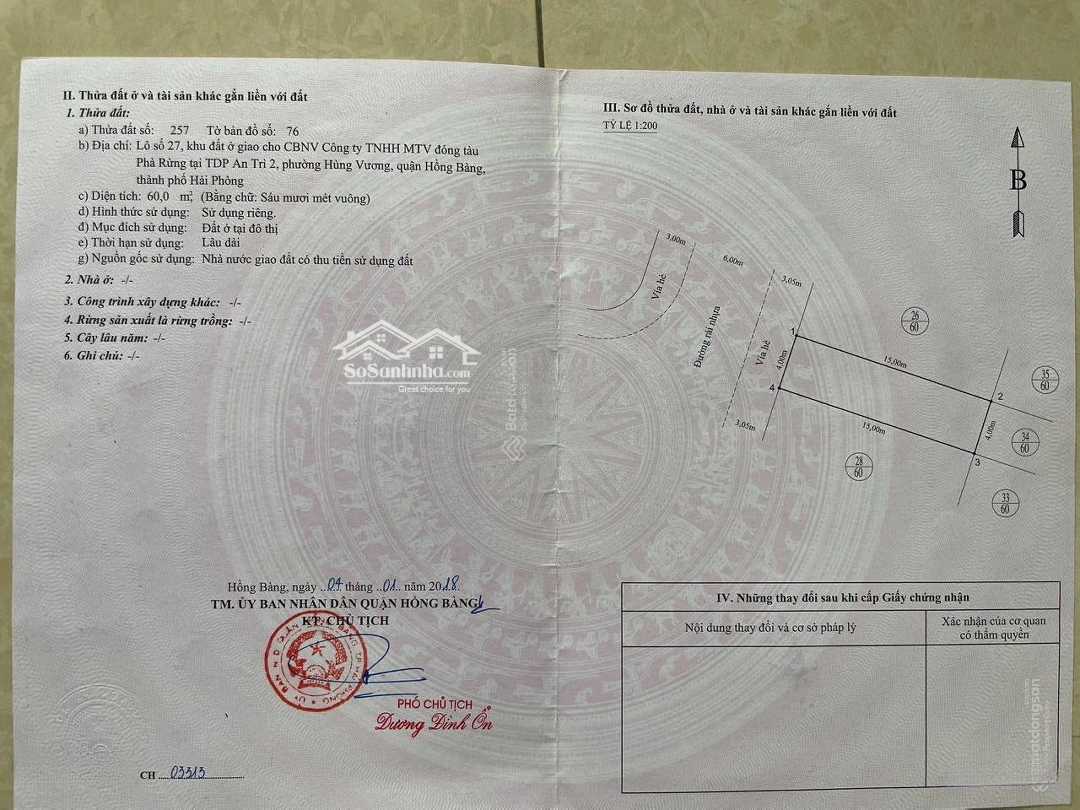 II. Thửa đất ở và tài sản khác gắn liền với đất
1. Thửa đất:
a) Thửa đất số: 257 Tờ bản đồ số: 76
b) Địa chỉ: Lô số 27, khu đất ở giao cho CBNV Công ty TNHH MTV đóng tàu
Phà Rừng tại TDP An Trì 2, phường Hùng Vương, quận Hồng Bàng,
thành phố Hải Phòng
c) Diện tích: 60,0 m², (Bằng chữ: Sáu mươi mét vuông)
d) Hình thức sử dụng: Sử dụng riêng.
đ) Mục đích sử dụng: Đất ở tại đô thị
e) Thời hạn sử dụng: Lâu dài
g) Nguồn gốc sử dụng: Nhà nước giao đất có thu tiền sử dụng đất
2. Nhà ở: -/-
3. Công trình xây dựng khác: -/-
4. Rừng sản xuất là rừng trồng: -/-
5. Cây lâu năm: -/-
6. Ghi chú: -/-
SoSanhnha.com
Great choice for you
Batdongsan
Hồng Bàng, ngày ..04 tháng ..01.. năm 2018.
TM. ỦY BAN NHÂN DÂN QUẬN HỒNG BÀNG
KT. CHỦ TỊCH
PHÓ CHỦ TỊCH
Dương Đình Ổn
CH ...03313
III. Sơ đồ thửa đất, nhà ở và tài sản khác gắn liền với đất
TỶ LỆ 1:200
B
3,00m
6,00m
3,05m
Vỉa hè
Đường rải nhựa
Vỉa hè
1
4,00m
4
3,05m
15,00m
15,00m
2
4,00m
3
26
60
35
60
34
60
28
60
33
60
IV. Những thay đổi sau khi cấp Giấy chứng nhận
Nội dung thay đổi và cơ sở pháp lý
Xác nhận của cơ quan
có thẩm quyền
Batdongsan